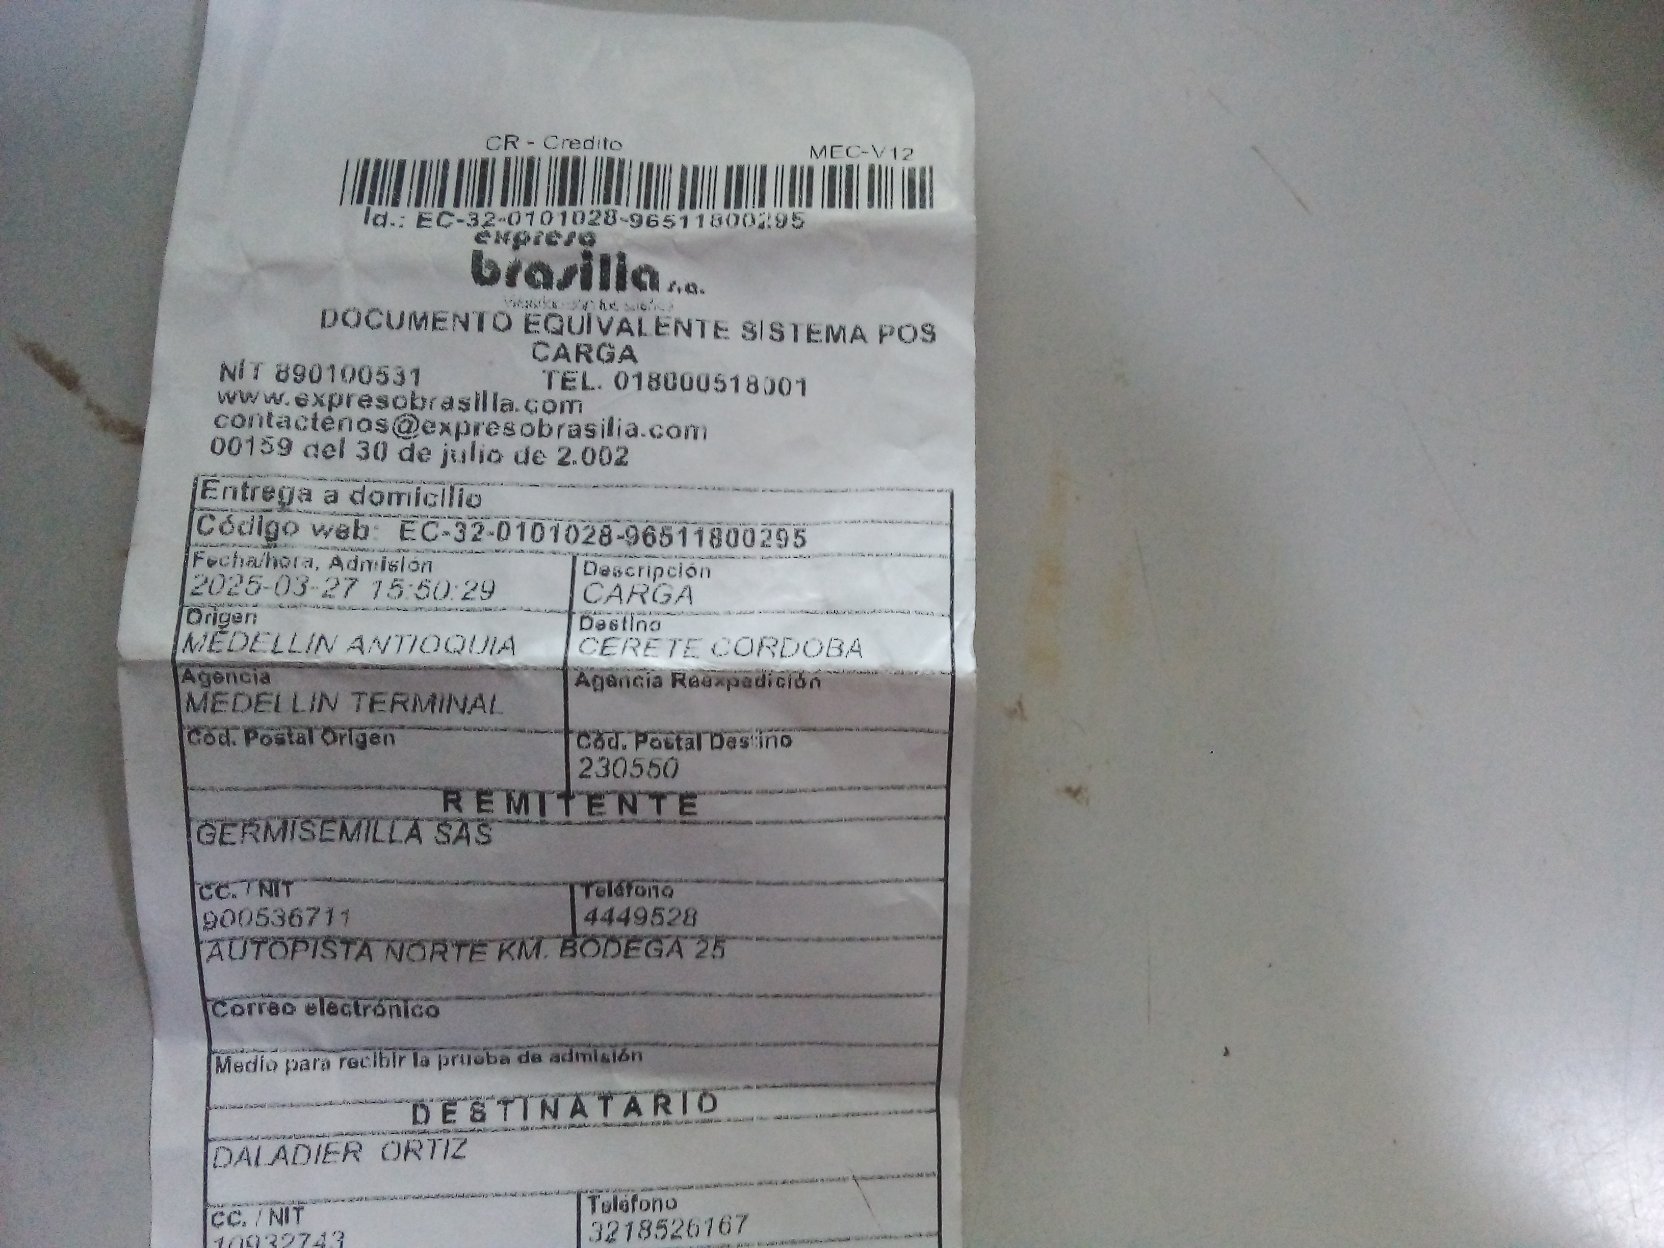 CR - Credito MEC-V12
Id.: EC-32-0101028-96511800295
expreso
brasilia s.a.
DOCUMENTO EQUIVALENTE SISTEMA POS
CARGA
NIT 890100531 TEL. 018000518001
www.expresobrasilia.com
contactenos@expresobrasilia.com
00159 del 30 de julio de 2.002
Entrega a domicilio
Código web: EC-32-0101028-96511800295
Fecha/hora, Admisión Descripción
2025-03-27 15:50:29 CARGA
Origen Destino
MEDELLIN ANTIOQUIA CERETE CORDOBA
Agencia Agencia Reexpedición
MEDELLIN TERMINAL
Cód. Postal Origen Cód. Postal Destino
230550
REMITENTE
GERMISEMILLA SAS
CC. / NIT Teléfono
900536711 4449528
AUTOPISTA NORTE KM. BODEGA 25
Correo electrónico
Medio para recibir la prueba de admisión
DESTINATARIO
DALADIER ORTIZ
CC. / NIT Teléfono
10932743 3218526167